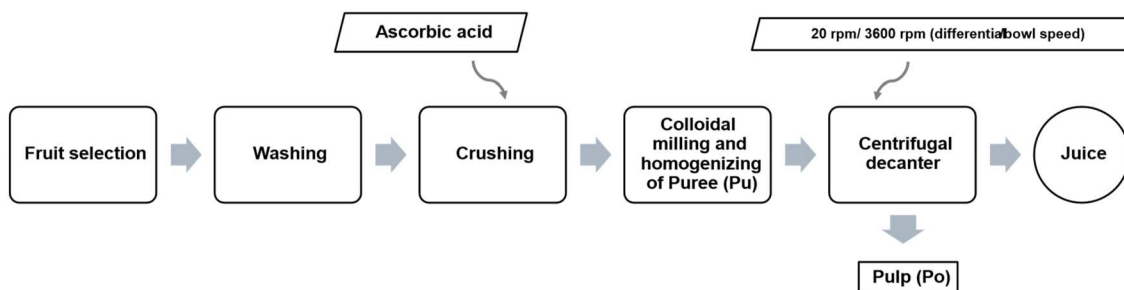 Ascorbic acid
20 rpm/ 3600 rpm (differential/bowl speed)
Fruit selection
Washing
Crushing
Colloidal
milling and
homogenizing
of Puree (Pu)
Centrifugal
decanter
Juice
Pulp (Po)